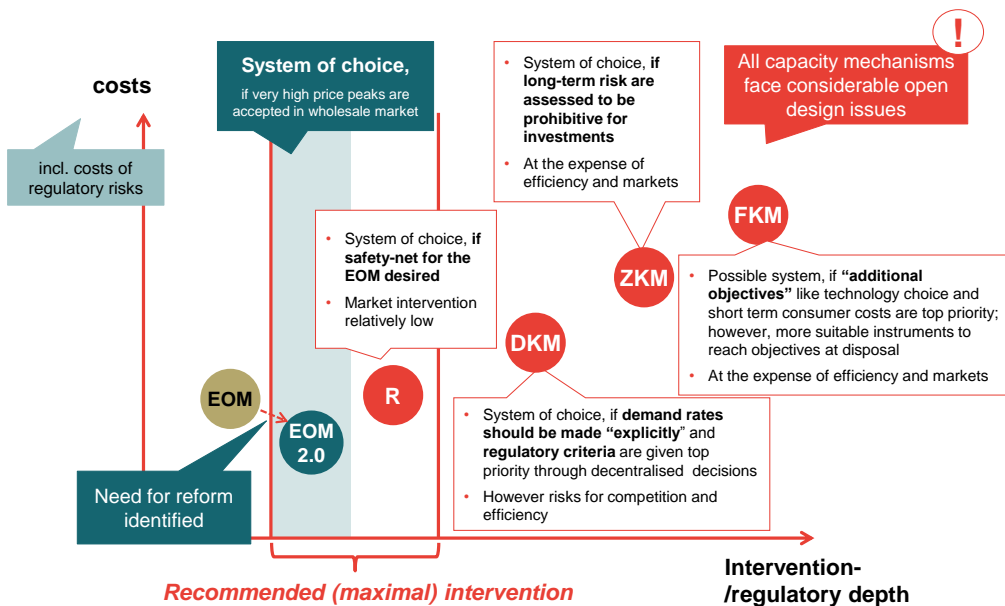 costs
incl. costs of
regulatory risks
System of choice,
if very high price peaks are
accepted in wholesale market
• System of choice, if
long-term risk are
assessed to be
prohibitive for
investments
• At the expense of
efficiency and markets
!
All capacity mechanisms
face considerable open
design issues
• System of choice, if
safety-net for the
EOM desired
• Market intervention
relatively low
ZKM
FKM
• Possible system, if “additional
objectives” like technology choice and
short term consumer costs are top priority;
however, more suitable instruments to
reach objectives at disposal
• At the expense of efficiency and markets
DKM
EOM
R
EOM
2.0
• System of choice, if demand rates
should be made “explicitly” and
regulatory criteria are given top
priority through decentralised decisions
• However risks for competition and
efficiency
Need for reform
identified
Recommended (maximal) intervention
Intervention-
/regulatory depth